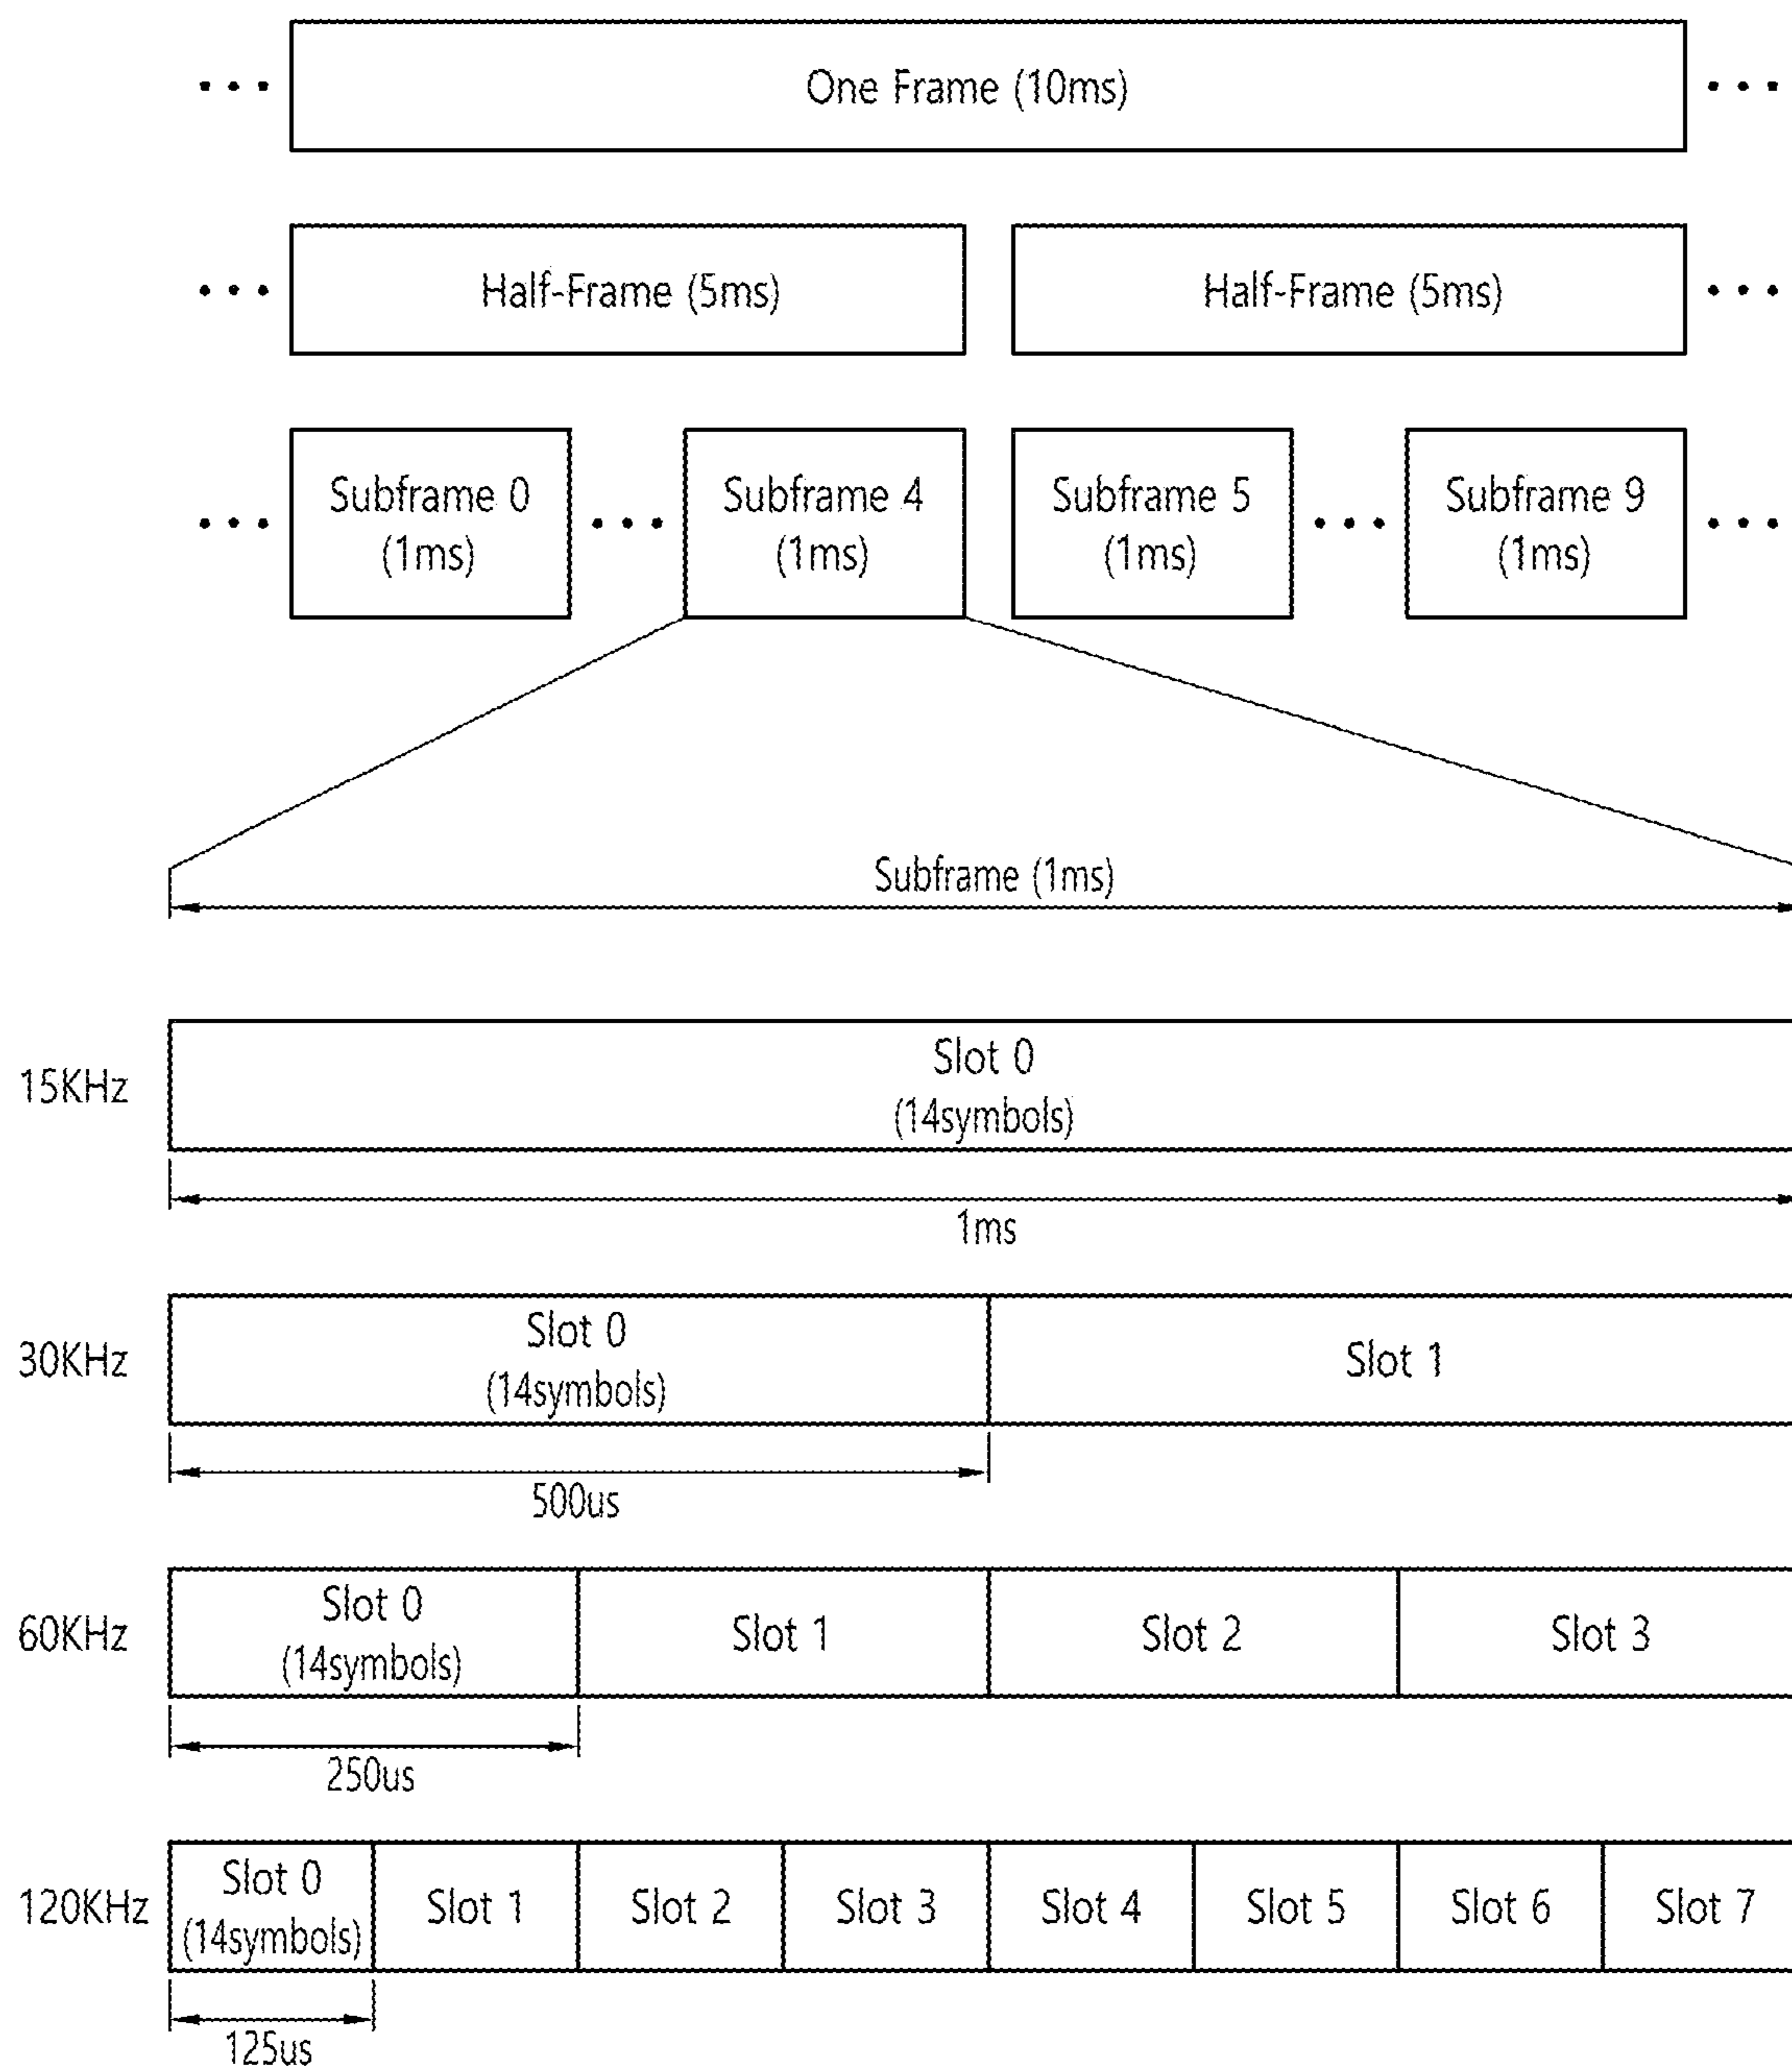 One Frame (10ms)
Half-Frame (5ms) Half-Frame (5ms)
Subframe 0 Subframe 4 Subframe 5 Subframe 9
(1ms) (1ms) (1ms) (1ms)
Subframe (1ms)
15KHz
Slot 0
(14symbols)
1ms
30KHz
Slot 0
(14symbols)
Slot 1
500us
60KHz
Slot 0
(14symbols)
Slot 1
Slot 2
Slot 3
250us
120KHz
Slot 0
(14symbols)
Slot 1
Slot 2
Slot 3
Slot 4
Slot 5
Slot 6
Slot 7
125us